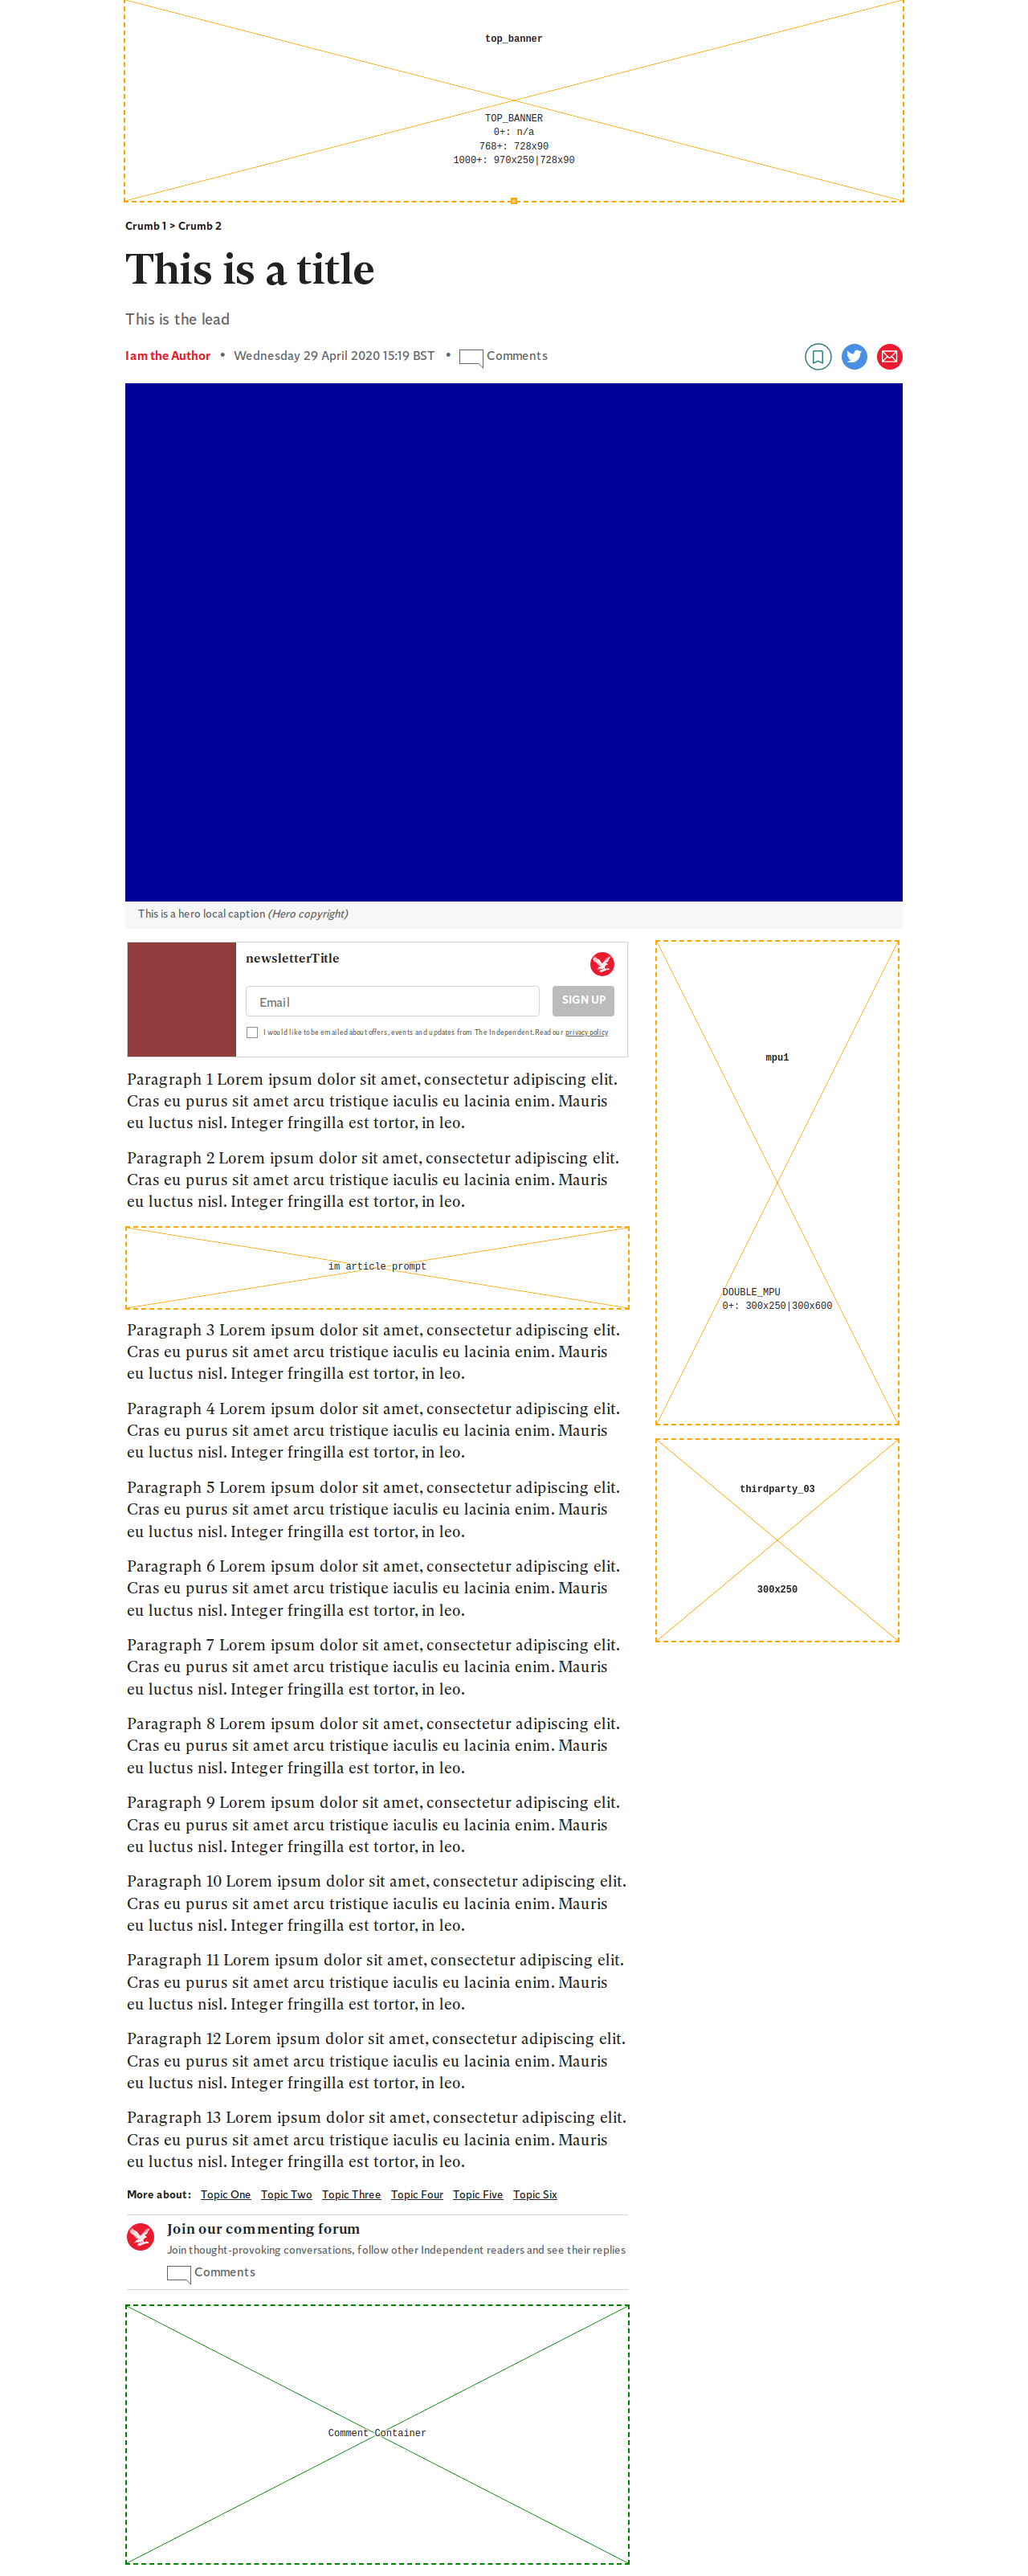 top_banner
TOP_BANNER
0+: n/a
768+: 728x90
1000+: 970x250|728x90
Crumb 1 > Crumb 2
This is a title
This is the lead
I am the Author • Wednesday 29 April 2020 15:19 BST • Comments
This is a hero local caption (Hero copyright)
newsletterTitle
Email
SIGN UP
I would like to be emailed about offers, events and updates from The Independent. Read our privacy policy
Paragraph 1 Lorem ipsum dolor sit amet, consectetur adipiscing elit.
Cras eu purus sit amet arcu tristique iaculis eu lacinia enim. Mauris
eu luctus nisl. Integer fringilla est tortor, in leo.
Paragraph 2 Lorem ipsum dolor sit amet, consectetur adipiscing elit.
Cras eu purus sit amet arcu tristique iaculis eu lacinia enim. Mauris
eu luctus nisl. Integer fringilla est tortor, in leo.
im article prompt
Paragraph 3 Lorem ipsum dolor sit amet, consectetur adipiscing elit.
Cras eu purus sit amet arcu tristique iaculis eu lacinia enim. Mauris
eu luctus nisl. Integer fringilla est tortor, in leo.
Paragraph 4 Lorem ipsum dolor sit amet, consectetur adipiscing elit.
Cras eu purus sit amet arcu tristique iaculis eu lacinia enim. Mauris
eu luctus nisl. Integer fringilla est tortor, in leo.
Paragraph 5 Lorem ipsum dolor sit amet, consectetur adipiscing elit.
Cras eu purus sit amet arcu tristique iaculis eu lacinia enim. Mauris
eu luctus nisl. Integer fringilla est tortor, in leo.
Paragraph 6 Lorem ipsum dolor sit amet, consectetur adipiscing elit.
Cras eu purus sit amet arcu tristique iaculis eu lacinia enim. Mauris
eu luctus nisl. Integer fringilla est tortor, in leo.
Paragraph 7 Lorem ipsum dolor sit amet, consectetur adipiscing elit.
Cras eu purus sit amet arcu tristique iaculis eu lacinia enim. Mauris
eu luctus nisl. Integer fringilla est tortor, in leo.
Paragraph 8 Lorem ipsum dolor sit amet, consectetur adipiscing elit.
Cras eu purus sit amet arcu tristique iaculis eu lacinia enim. Mauris
eu luctus nisl. Integer fringilla est tortor, in leo.
Paragraph 9 Lorem ipsum dolor sit amet, consectetur adipiscing elit.
Cras eu purus sit amet arcu tristique iaculis eu lacinia enim. Mauris
eu luctus nisl. Integer fringilla est tortor, in leo.
Paragraph 10 Lorem ipsum dolor sit amet, consectetur adipiscing elit.
Cras eu purus sit amet arcu tristique iaculis eu lacinia enim. Mauris
eu luctus nisl. Integer fringilla est tortor, in leo.
Paragraph 11 Lorem ipsum dolor sit amet, consectetur adipiscing elit.
Cras eu purus sit amet arcu tristique iaculis eu lacinia enim. Mauris
eu luctus nisl. Integer fringilla est tortor, in leo.
Paragraph 12 Lorem ipsum dolor sit amet, consectetur adipiscing elit.
Cras eu purus sit amet arcu tristique iaculis eu lacinia enim. Mauris
eu luctus nisl. Integer fringilla est tortor, in leo.
Paragraph 13 Lorem ipsum dolor sit amet, consectetur adipiscing elit.
Cras eu purus sit amet arcu tristique iaculis eu lacinia enim. Mauris
eu luctus nisl. Integer fringilla est tortor, in leo.
More about: Topic One Topic Two Topic Three Topic Four Topic Five Topic Six
Join our commenting forum
Join thought-provoking conversations, follow other Independent readers and see their replies
Comments
Comment Container
mpu1
DOUBLE_MPU
0+: 300x250|300x600
thirdparty_03
300x250